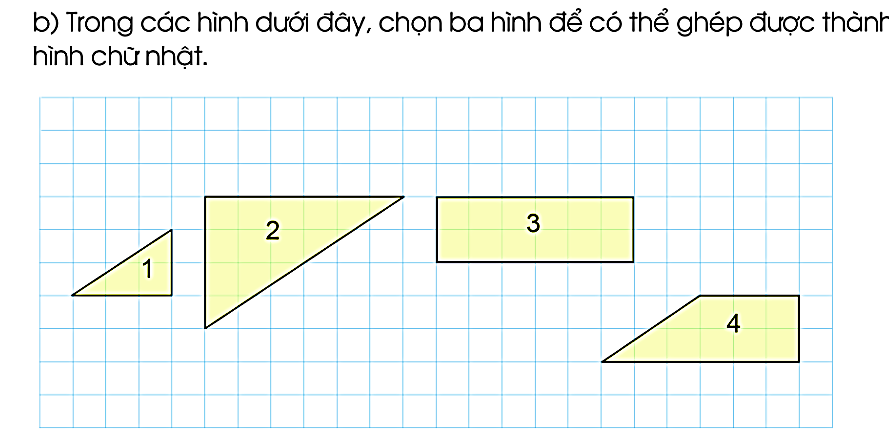 b) Trong các hình dưới đây, chọn ba hình để có thể ghép được thành
hình chữ nhật.
2
3
1
4